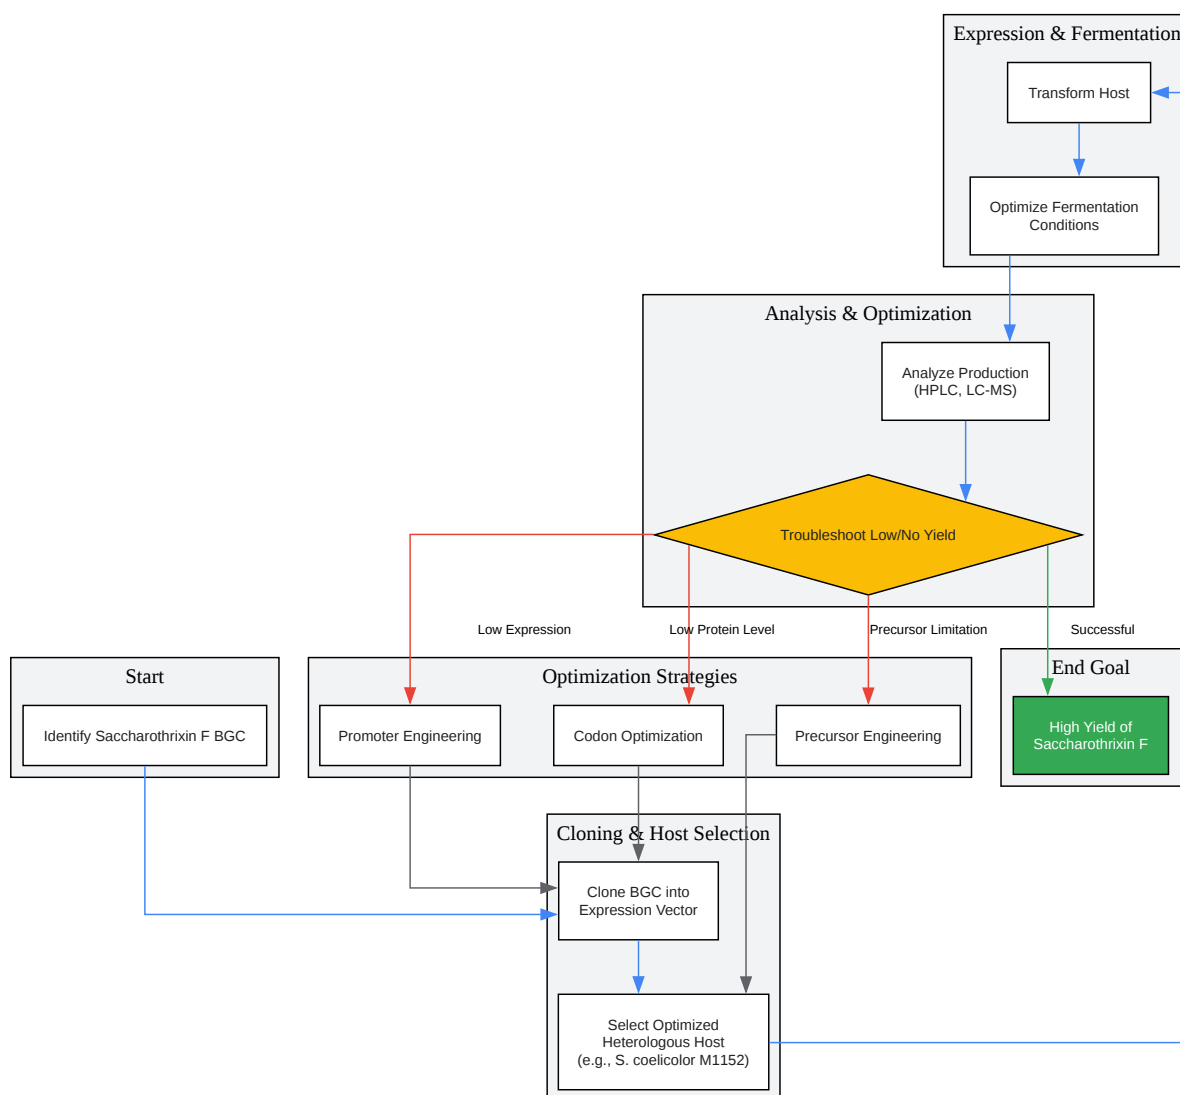 Expression & Fermentation
Transform Host
Optimize Fermentation
Conditions
Analysis & Optimization
Analyze Production
(HPLC, LC-MS)
Troubleshoot Low/No Yield
Low Expression
Low Protein Level
Precursor Limitation
Successful
Start
Identify Saccharothrixin F BGC
Optimization Strategies
Promoter Engineering
Codon Optimization
Precursor Engineering
End Goal
High Yield of
Saccharothrixin F
Cloning & Host Selection
Clone BGC into
Expression Vector
Select Optimized
Heterologous Host
(e.g., S. coelicolor M1152)